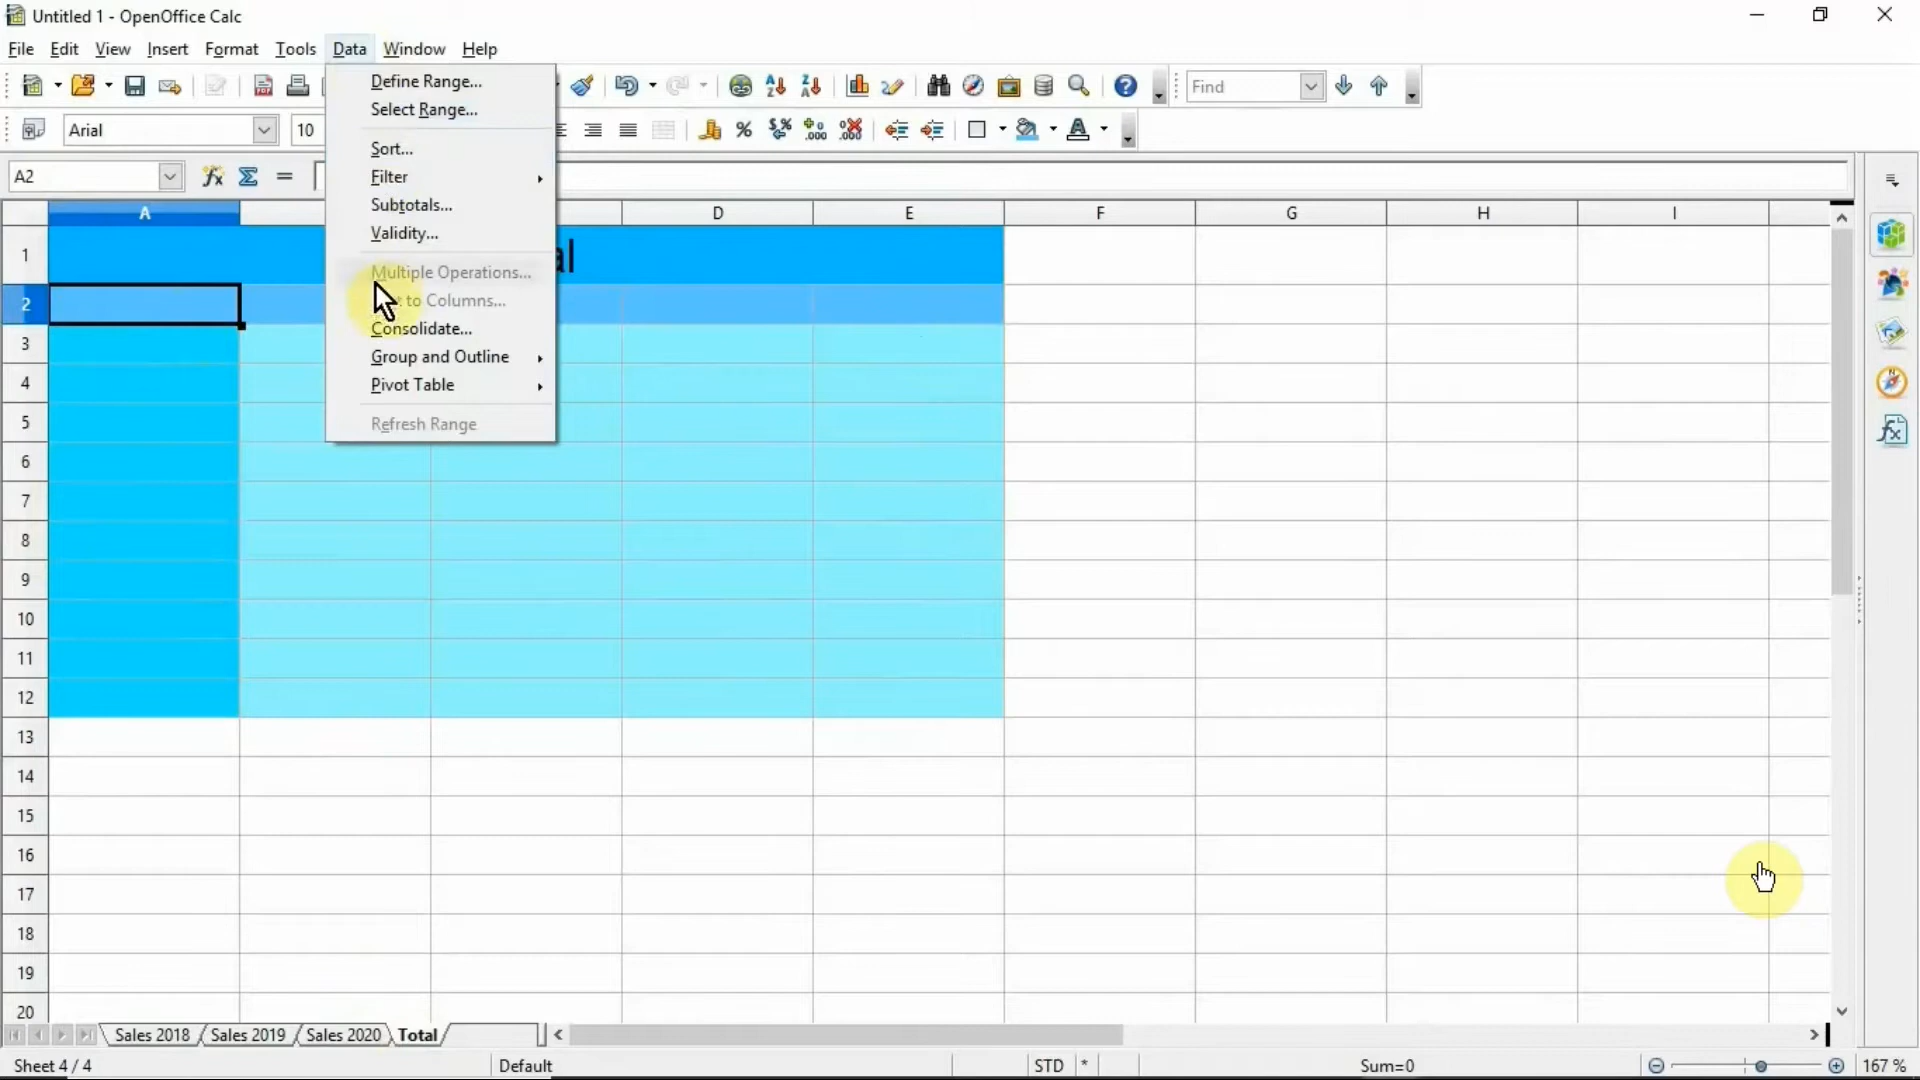 Untitled 1 - OpenOffice Calc
File Edit View Insert Format Tools Data Window Help
Find
Arial 10
A2
Define Range...
Select Range...
Sort...
Filter
Subtotals...
Validity...
Multiple Operations...
to Columns...
Consolidate...
Group and Outline
Pivot Table
Refresh Range
A D E F G H I
1
2
3
4
5
6
7
8
9
10
11
12
13
14
15
16
17
18
19
20
Sales 2018 Sales 2019 Sales 2020 Total
Sheet 4 / 4 Default STD * Sum=0 167 %